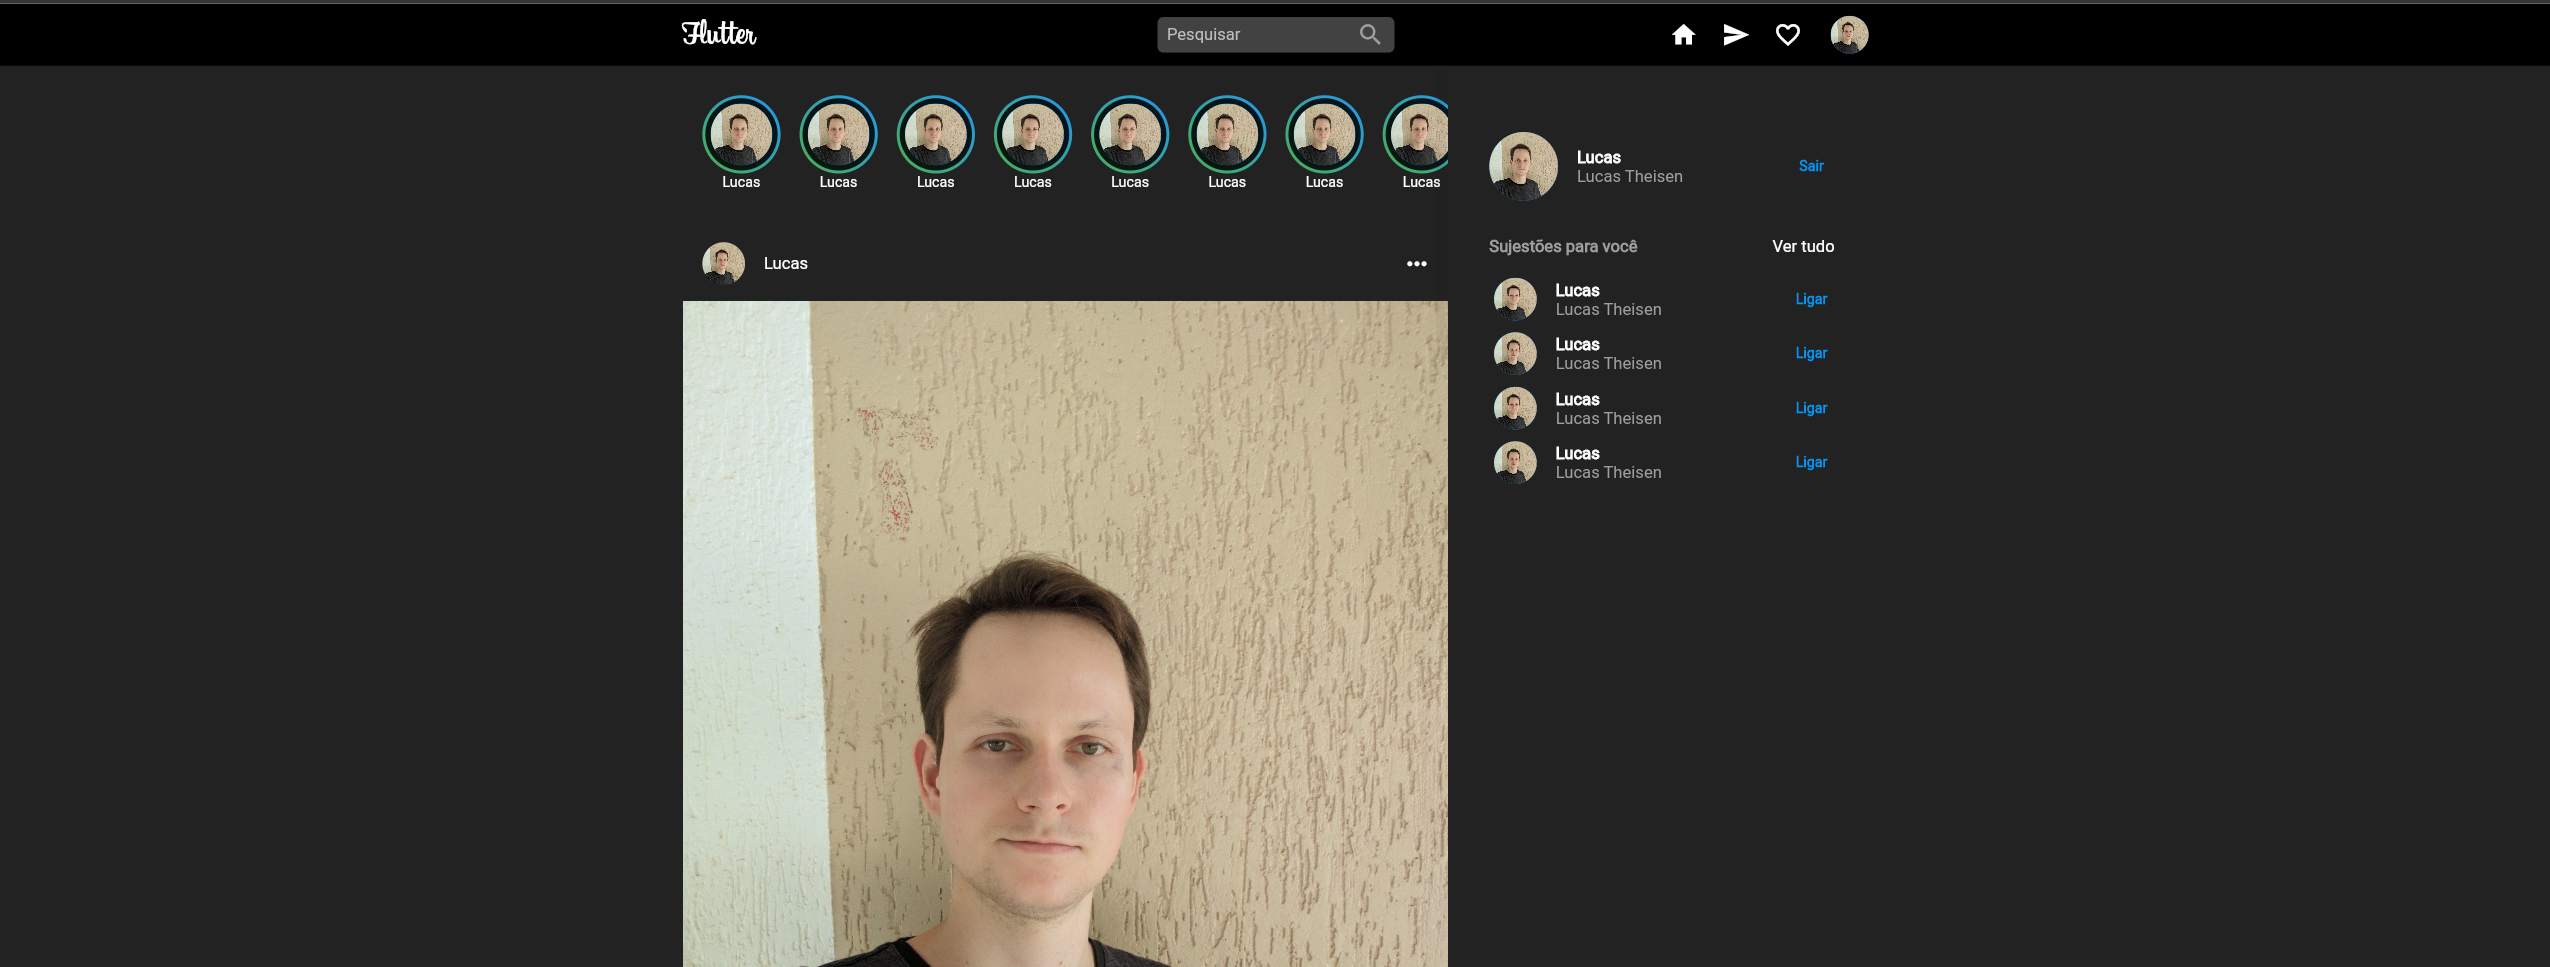 Flutter
Pesquisar
Lucas Lucas Lucas Lucas Lucas Lucas Lucas Lucas
Lucas
Lucas
Lucas Theisen
Sair
Sujestões para você
Ver tudo
Lucas
Lucas Theisen
Ligar
Lucas
Lucas Theisen
Ligar
Lucas
Lucas Theisen
Ligar
Lucas
Lucas Theisen
Ligar